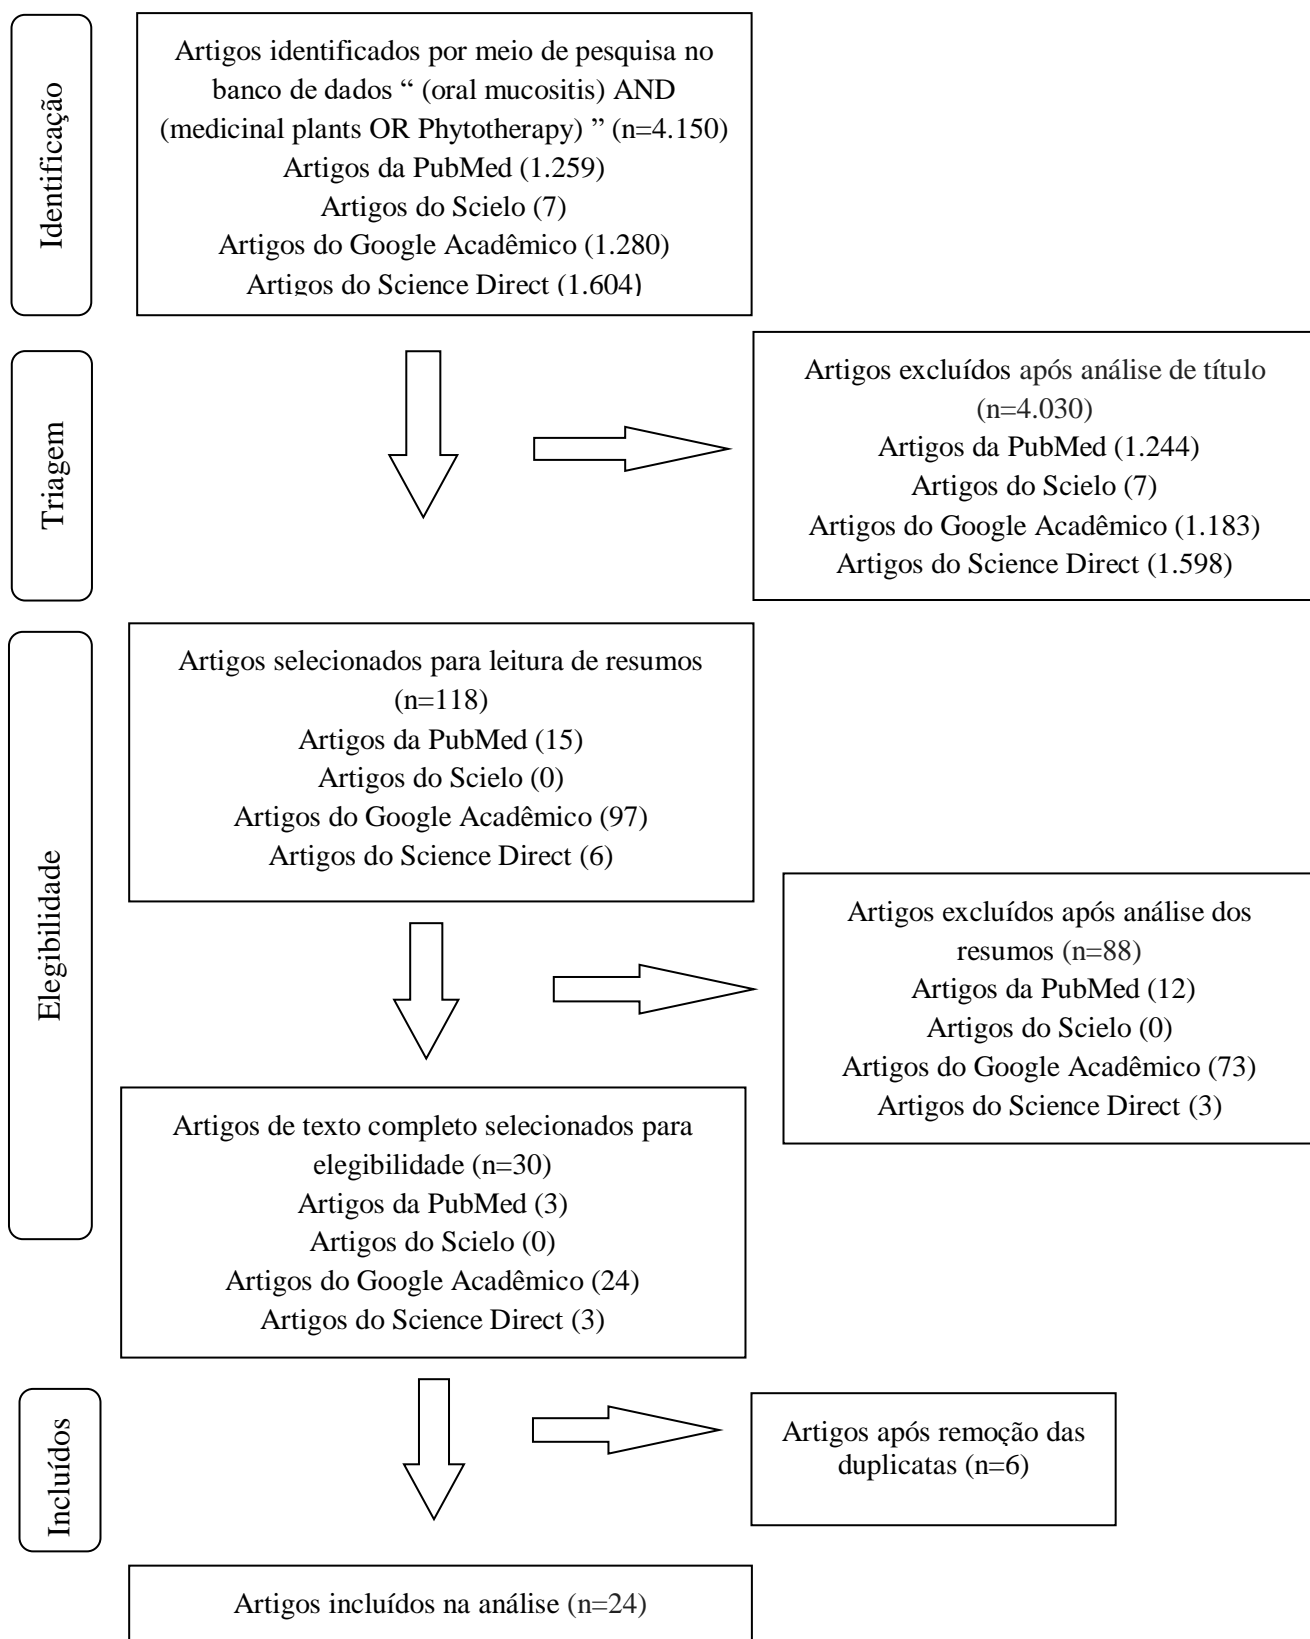 Identificação
Artigos identificados por meio de pesquisa no
banco de dados “ (oral mucositis) AND
(medicinal plants OR Phytotherapy) ” (n=4.150)
Artigos da PubMed (1.259)
Artigos do Scielo (7)
Artigos do Google Acadêmico (1.280)
Artigos do Science Direct (1.604)
Triagem
Artigos excluídos após análise de título
(n=4.030)
Artigos da PubMed (1.244)
Artigos do Scielo (7)
Artigos do Google Acadêmico (1.183)
Artigos do Science Direct (1.598)
Elegibilidade
Artigos selecionados para leitura de resumos
(n=118)
Artigos da PubMed (15)
Artigos do Scielo (0)
Artigos do Google Acadêmico (97)
Artigos do Science Direct (6)
Artigos excluídos após análise dos
resumos (n=88)
Artigos da PubMed (12)
Artigos do Scielo (0)
Artigos do Google Acadêmico (73)
Artigos do Science Direct (3)
Artigos de texto completo selecionados para
elegibilidade (n=30)
Artigos da PubMed (3)
Artigos do Scielo (0)
Artigos do Google Acadêmico (24)
Artigos do Science Direct (3)
Incluídos
Artigos após remoção das
duplicatas (n=6)
Artigos incluídos na análise (n=24)